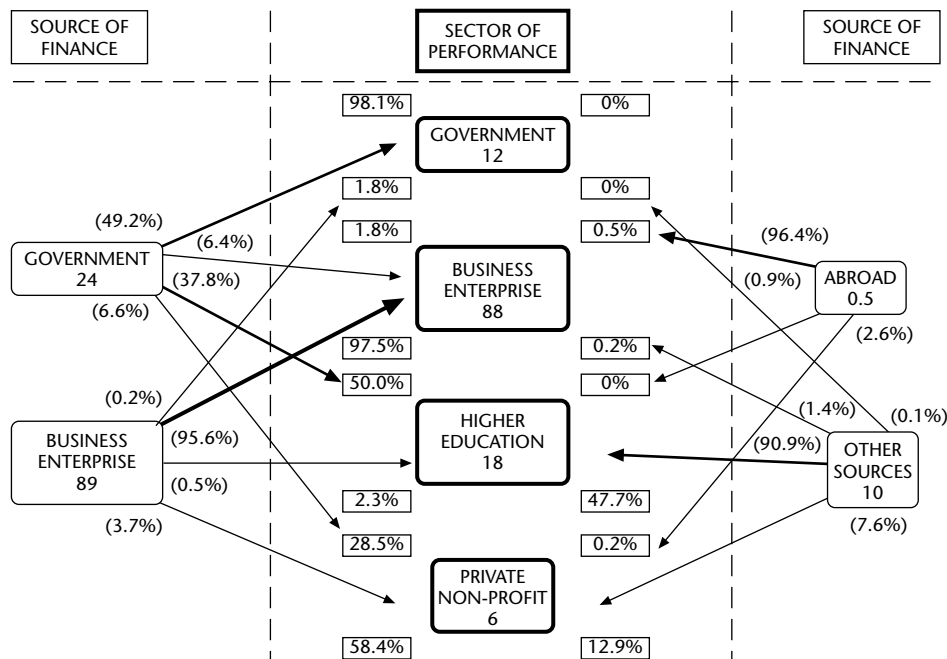 SOURCE OF
FINANCE
SECTOR OF
PERFORMANCE
SOURCE OF
FINANCE
98.1%
0%
GOVERNMENT
12
1.8%
0%
(49.2%)
(6.4%)
1.8%
0.5%
(96.4%)
GOVERNMENT
24
(37.8%)
BUSINESS
ENTERPRISE
88
(0.9%)
ABROAD
0.5
(6.6%)
(2.6%)
97.5%
0.2%
50.0%
0%
(0.2%)
(1.4%)
(0.1%)
BUSINESS
ENTERPRISE
89
(95.6%)
HIGHER
EDUCATION
18
(90.9%)
OTHER
SOURCES
10
(0.5%)
2.3%
47.7%
(3.7%)
(7.6%)
28.5%
0.2%
PRIVATE
NON-PROFIT
6
58.4%
12.9%